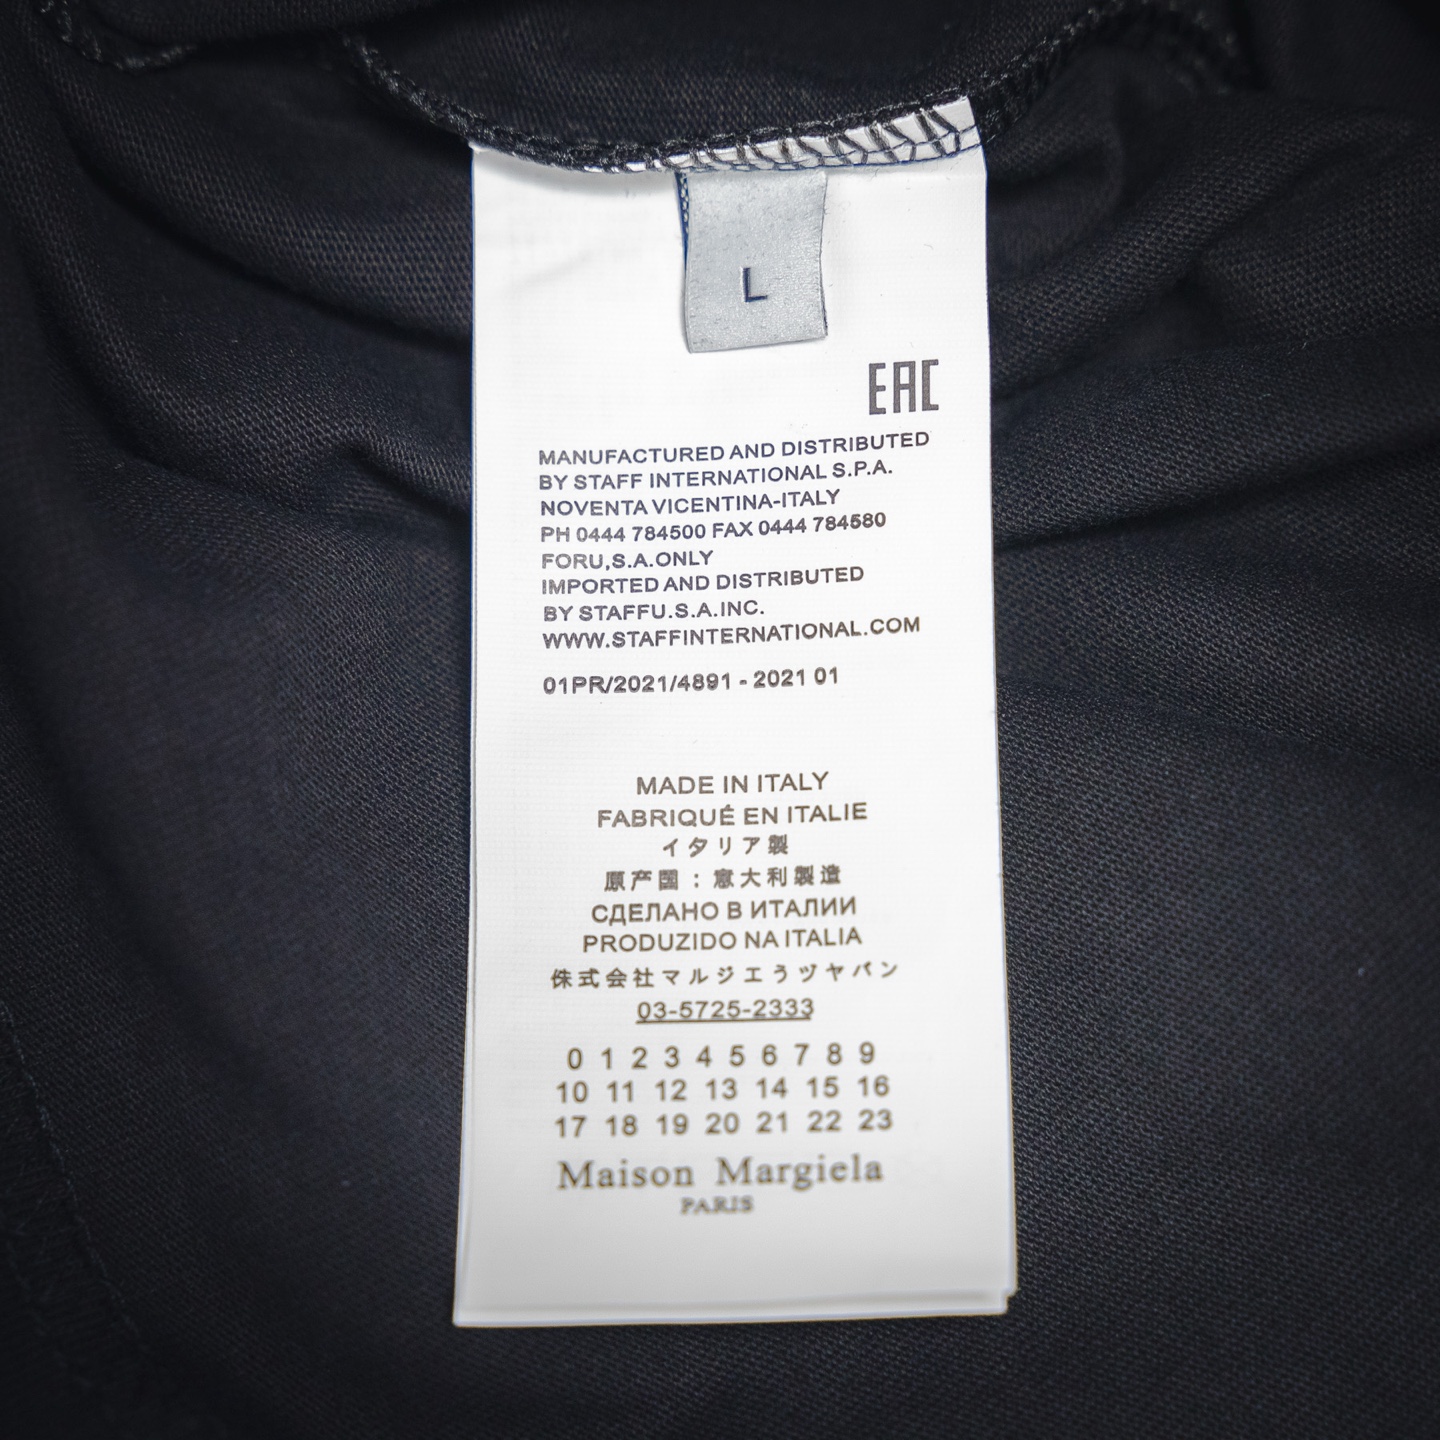 L
EAC
MANUFACTURED AND DISTRIBUTED
BY STAFF INTERNATIONAL S.P.A.
NOVENTA VICENTINA-ITALY
PH 0444 784500 FAX 0444 784580
FORU,S.A.ONLY
IMPORTED AND DISTRIBUTED
BY STAFFU.S.A.INC.
WWW.STAFFINTERNATIONAL.COM
01PR/2021/4891 - 2021 01
MADE IN ITALY
FABRIQUÉ EN ITALIE
イタリア製
原产国：意大利製造
СДЕЛАНО В ИТАЛИИ
PRODUZIDO NA ITALIA
侏式会社マルジエうヅヤバン
03-5725-2333
0 1 2 3 4 5 6 7 8 9
10 11 12 13 14 15 16
17 18 19 20 21 22 23
Maison Margiela
PARIS